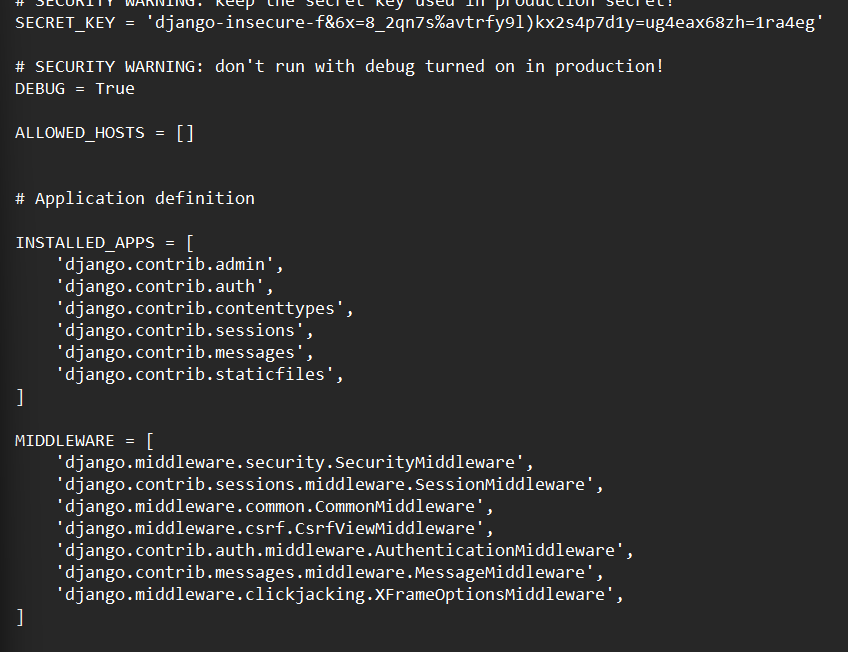 # SECURITY WARNING: keep the secret key used in production secret!
SECRET_KEY = 'django-insecure-f&6x=8_2qn7s%avtrfy9l)kx2s4p7d1y=ug4eax68zh=1ra4eg'
# SECURITY WARNING: don't run with debug turned on in production!
DEBUG = True
ALLOWED_HOSTS = []
# Application definition
INSTALLED_APPS = [
    'django.contrib.admin',
    'django.contrib.auth',
    'django.contrib.contenttypes',
    'django.contrib.sessions',
    'django.contrib.messages',
    'django.contrib.staticfiles',
]
MIDDLEWARE = [
    'django.middleware.security.SecurityMiddleware',
    'django.contrib.sessions.middleware.SessionMiddleware',
    'django.middleware.common.CommonMiddleware',
    'django.middleware.csrf.CsrfViewMiddleware',
    'django.contrib.auth.middleware.AuthenticationMiddleware',
    'django.contrib.messages.middleware.MessageMiddleware',
    'django.middleware.clickjacking.XFrameOptionsMiddleware',
]